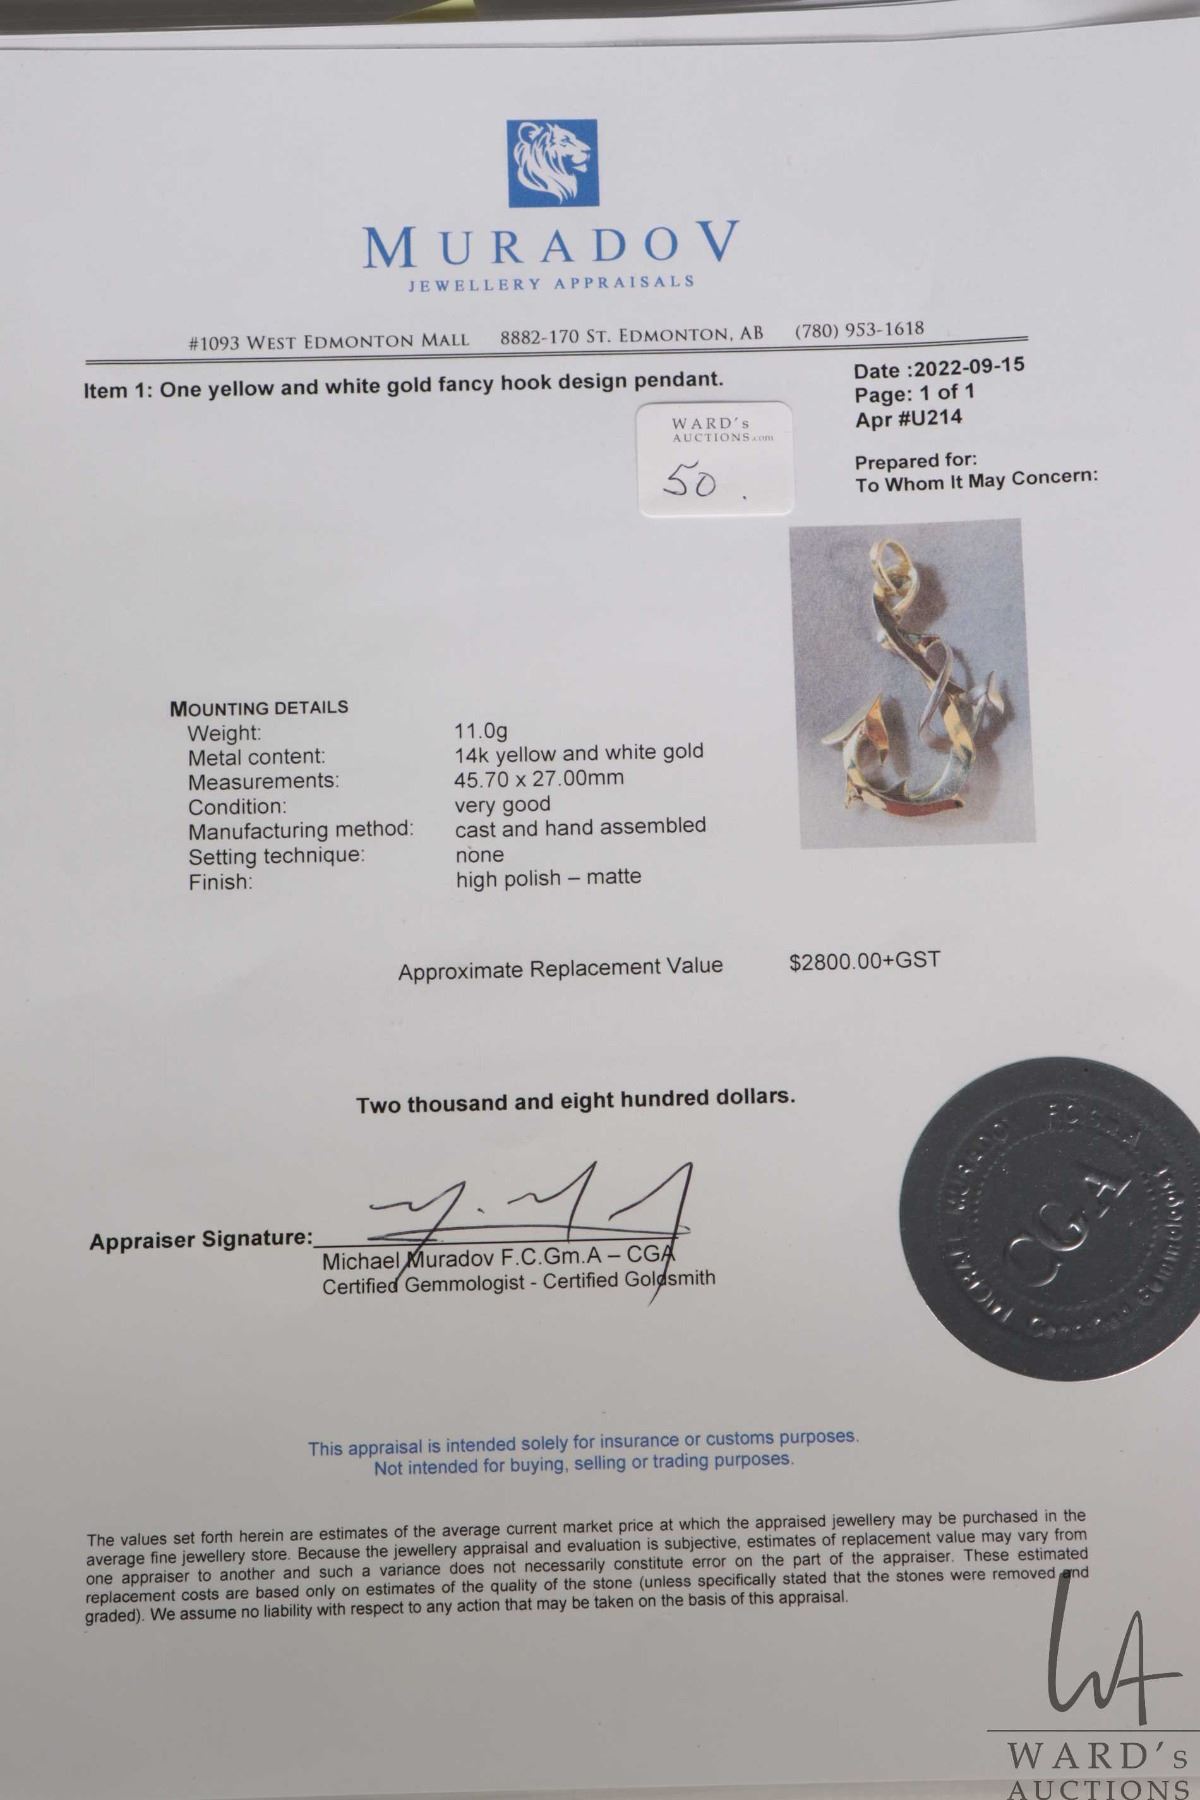 MURADOV
JEWELLERY APPRAISALS
#1093 WEST EDMONTON MALL 8882-170 ST. EDMONTON, AB (780) 953-1618
Item 1: One yellow and white gold fancy hook design pendant.
Date :2022-09-15
Page: 1 of 1
Apr #U214
WARD's
AUCTIONS.com
50.
Prepared for:
To Whom It May Concern:
MOUNTING DETAILS
Weight: 11.0g
Metal content: 14k yellow and white gold
Measurements: 45.70 x 27.00mm
Condition: very good
Manufacturing method: cast and hand assembled
Setting technique: none
Finish: high polish – matte
Approximate Replacement Value $2800.00+GST
Two thousand and eight hundred dollars.
Appraiser Signature:
Michael Muradov F.C.Gm.A – CGA
Certified Gemmologist - Certified Goldsmith
MICHAEL MURADOV
CGA
This appraisal is intended solely for insurance or customs purposes.
Not intended for buying, selling or trading purposes.
The values set forth herein are estimates of the average current market price at which the appraised jewellery may be purchased in the
average fine jewellery store. Because the jewellery appraisal and evaluation is subjective, estimates of replacement value may vary from
one appraiser to another and such a variance does not necessarily constitute error on the part of the appraiser. These estimated
replacement costs are based only on estimates of the quality of the stone (unless specifically stated that the stones were removed and
graded). We assume no liability with respect to any action that may be taken on the basis of this appraisal.
WA
WARD's
AUCTIONS